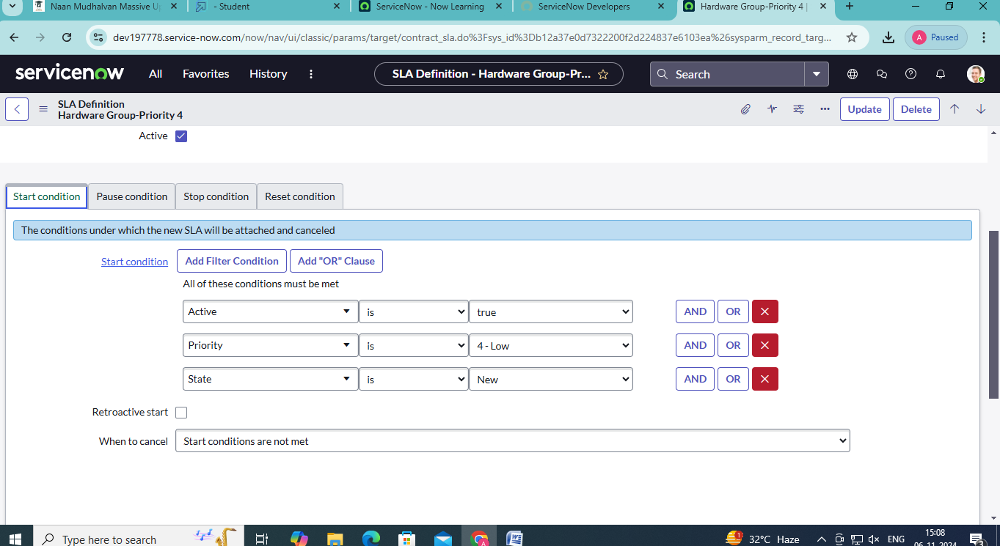 Naan Mudhalvan Massive U
- Student
ServiceNow - Now Learning
ServiceNow Developers
Hardware Group-Priority 4 |
dev197778.service-now.com/now/nav/ui/classic/params/target/contract_sla.do%3Fsys_id%3Db12a37e0d7322200f2d224837e6103ea%26sysparm_record_targ...
A Paused
servicenow
All Favorites History
SLA Definition - Hardware Group-Pr...
Search
SLA Definition
Hardware Group-Priority 4
Update Delete
Active
Start condition Pause condition Stop condition Reset condition
The conditions under which the new SLA will be attached and canceled
Start condition Add Filter Condition Add "OR" Clause
All of these conditions must be met
Active is true AND OR
Priority is 4 - Low AND OR
State is New AND OR
Retroactive start
When to cancel Start conditions are not met
Type here to search
1 32°C Haze
ENG
15:08
06-11-2024
3